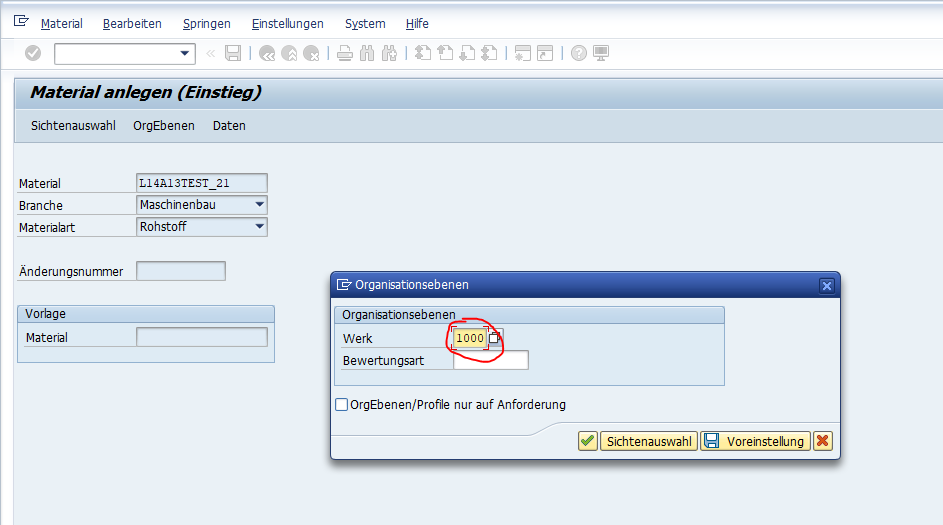 Material Bearbeiten Springen Einstellungen System Hilfe
Material anlegen (Einstieg)
Sichtenauswahl OrgEbenen Daten
Material L14A13TEST_21
Branche Maschinenbau
Materialart Rohstoff
Änderungsnummer
Vorlage
Material
Organisationsebenen
Organisationsebenen
Werk 1000
Bewertungsart
OrgEbenen/Profile nur auf Anforderung
Sichtenauswahl Voreinstellung